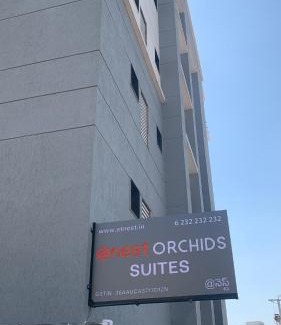 www.atnest.in 6 232 232 232
@nest ORCHIDS
SUITES
@నెస్ట్